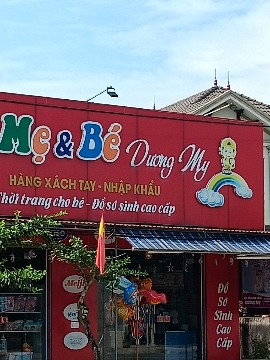 Mẹ & Bé Dương My
HÀNG XÁCH TAY - NHẬP KHẨU
Thời trang cho bé - Đồ sơ sinh cao cấp
Meiji
Đồ
Sơ
Sinh
Cao
Cấp